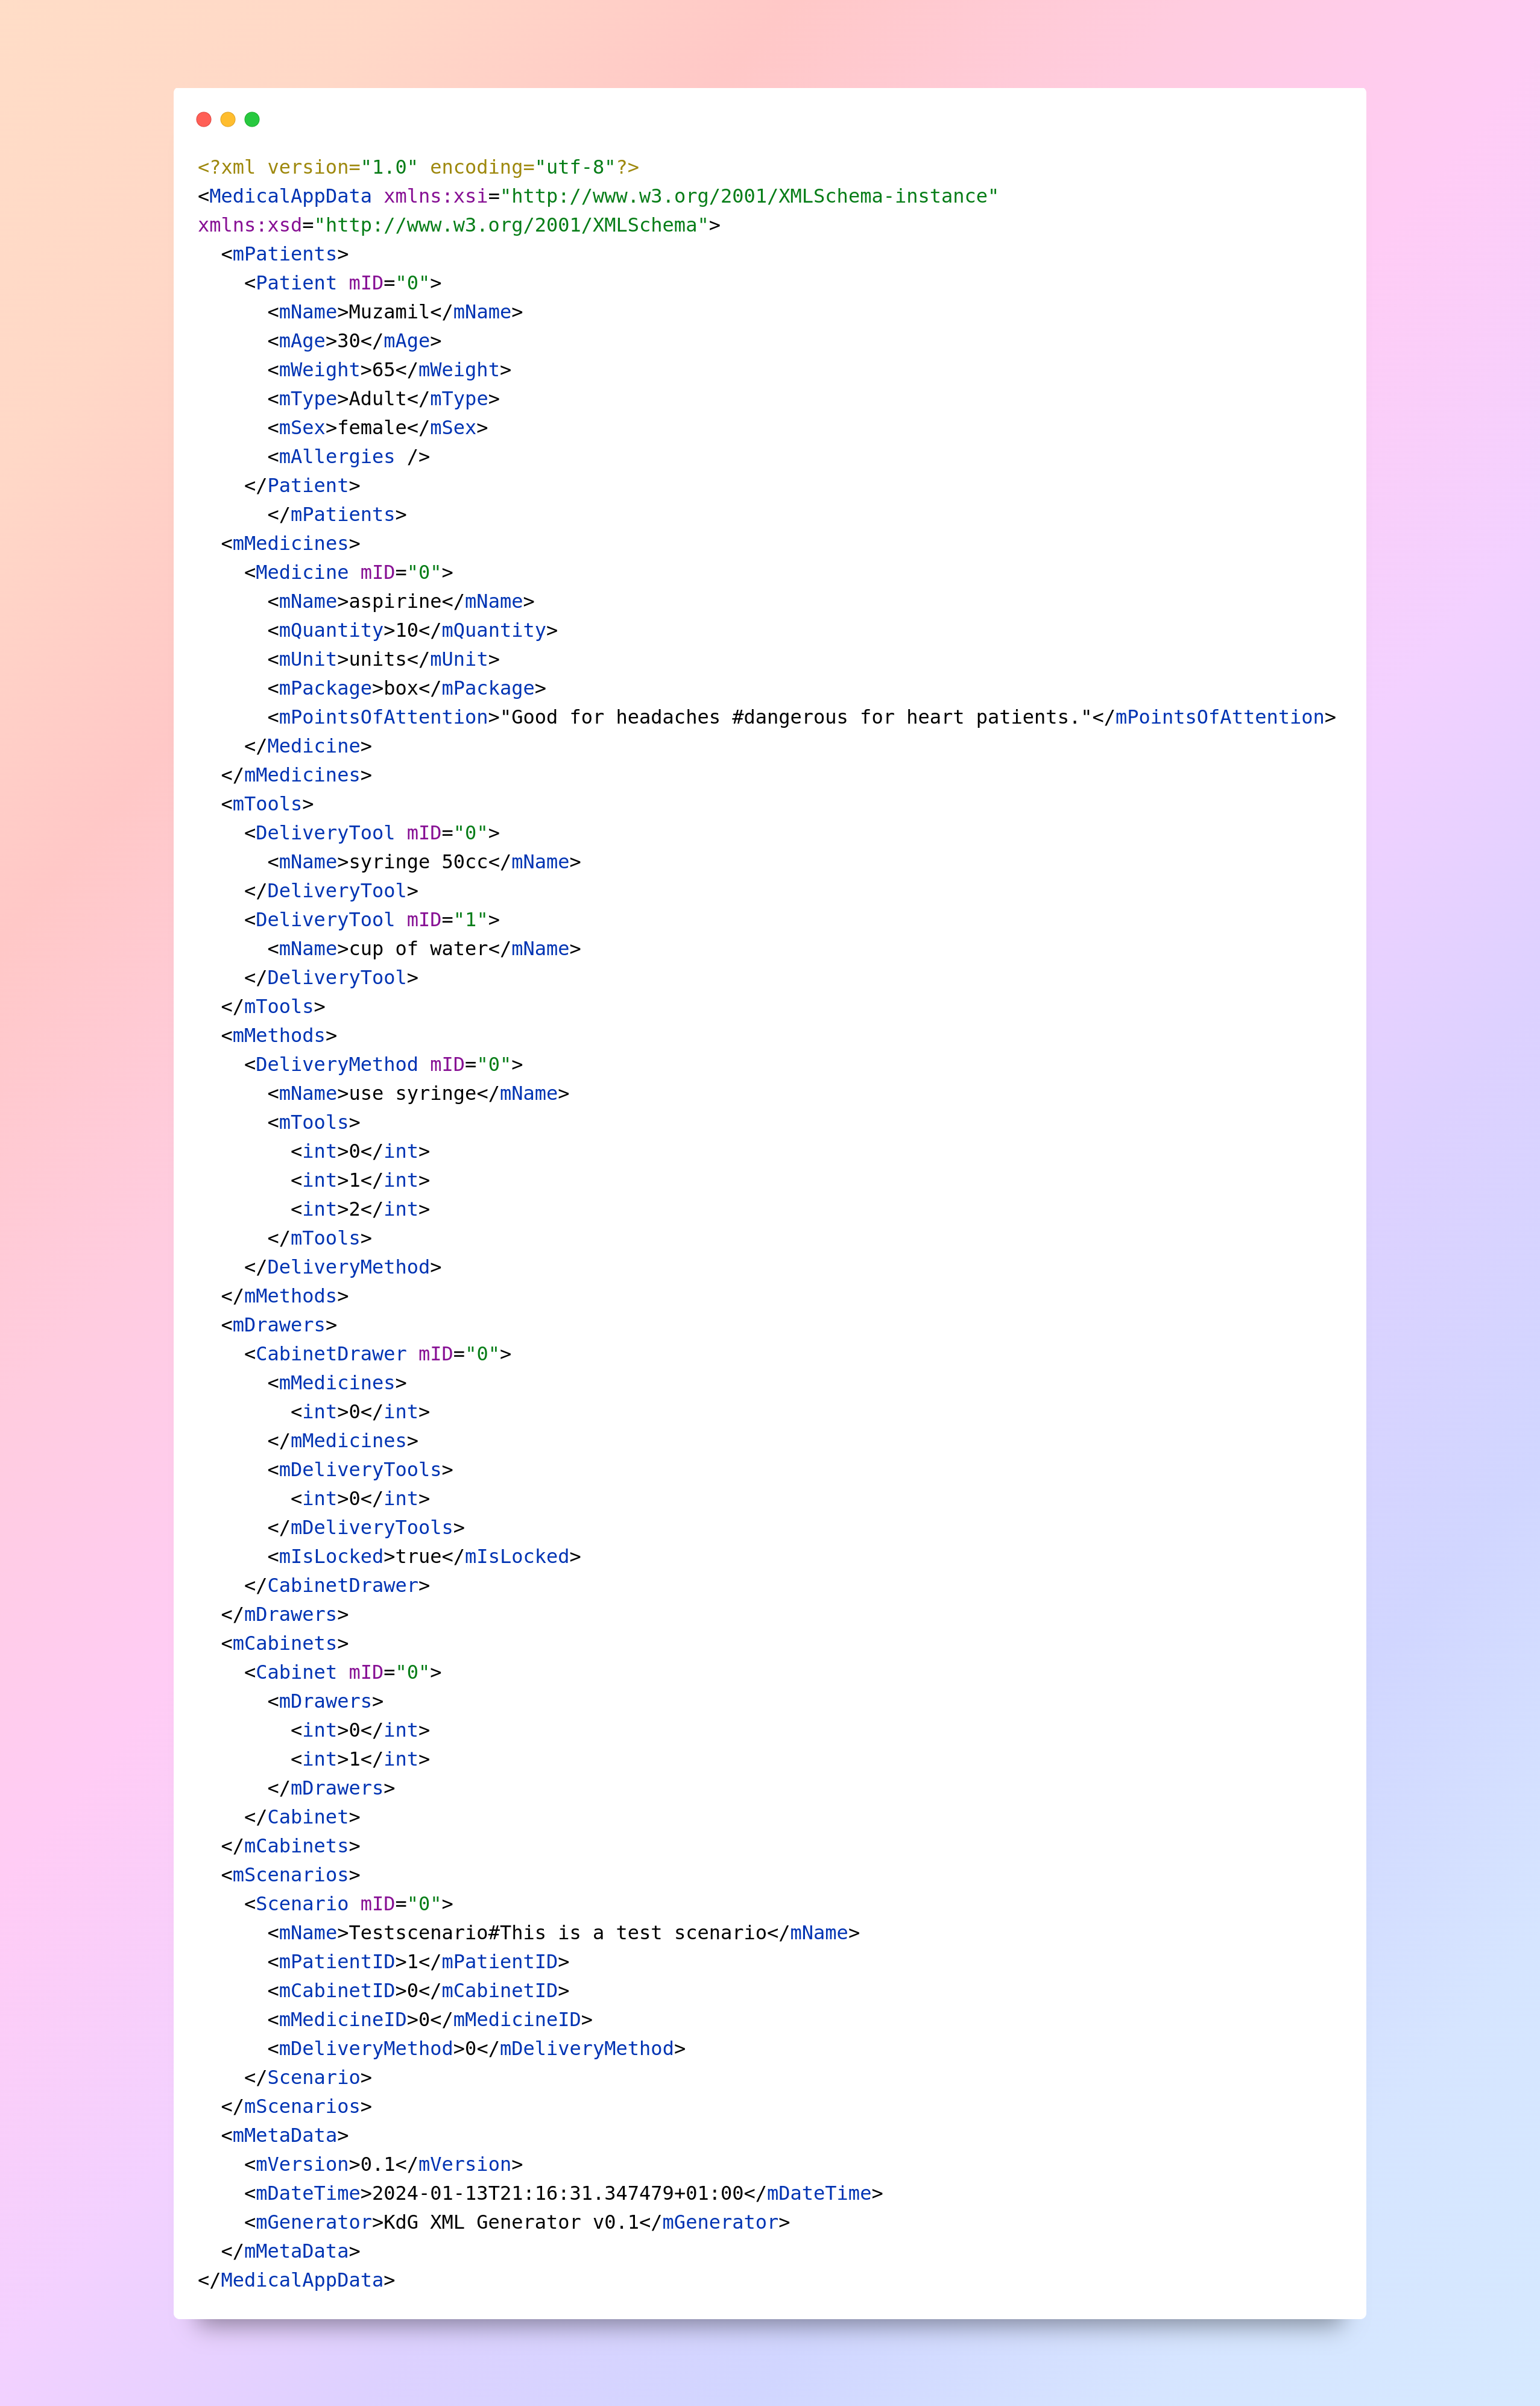 <?xml version="1.0" encoding="utf-8"?>
<MedicalAppData xmlns:xsi="http://www.w3.org/2001/XMLSchema-instance"
xmlns:xsd="http://www.w3.org/2001/XMLSchema">
  <mPatients>
    <Patient mID="0">
      <mName>Muzamil</mName>
      <mAge>30</mAge>
      <mWeight>65</mWeight>
      <mType>Adult</mType>
      <mSex>female</mSex>
      <mAllergies />
    </Patient>
      </mPatients>
  <mMedicines>
    <Medicine mID="0">
      <mName>aspirine</mName>
      <mQuantity>10</mQuantity>
      <mUnit>units</mUnit>
      <mPackage>box</mPackage>
      <mPointsOfAttention>"Good for headaches #dangerous for heart patients."</mPointsOfAttention>
    </Medicine>
  </mMedicines>
  <mTools>
    <DeliveryTool mID="0">
      <mName>syringe 50cc</mName>
    </DeliveryTool>
    <DeliveryTool mID="1">
      <mName>cup of water</mName>
    </DeliveryTool>
  </mTools>
  <mMethods>
    <DeliveryMethod mID="0">
      <mName>use syringe</mName>
      <mTools>
        <int>0</int>
        <int>1</int>
        <int>2</int>
      </mTools>
    </DeliveryMethod>
  </mMethods>
  <mDrawers>
    <CabinetDrawer mID="0">
      <mMedicines>
        <int>0</int>
      </mMedicines>
      <mDeliveryTools>
        <int>0</int>
      </mDeliveryTools>
      <mIsLocked>true</mIsLocked>
    </CabinetDrawer>
  </mDrawers>
  <mCabinets>
    <Cabinet mID="0">
      <mDrawers>
        <int>0</int>
        <int>1</int>
      </mDrawers>
    </Cabinet>
  </mCabinets>
  <mScenarios>
    <Scenario mID="0">
      <mName>Testscenario#This is a test scenario</mName>
      <mPatientID>1</mPatientID>
      <mCabinetID>0</mCabinetID>
      <mMedicineID>0</mMedicineID>
      <mDeliveryMethod>0</mDeliveryMethod>
    </Scenario>
  </mScenarios>
  <mMetaData>
    <mVersion>0.1</mVersion>
    <mDateTime>2024-01-13T21:16:31.347479+01:00</mDateTime>
    <mGenerator>KdG XML Generator v0.1</mGenerator>
  </mMetaData>
</MedicalAppData>